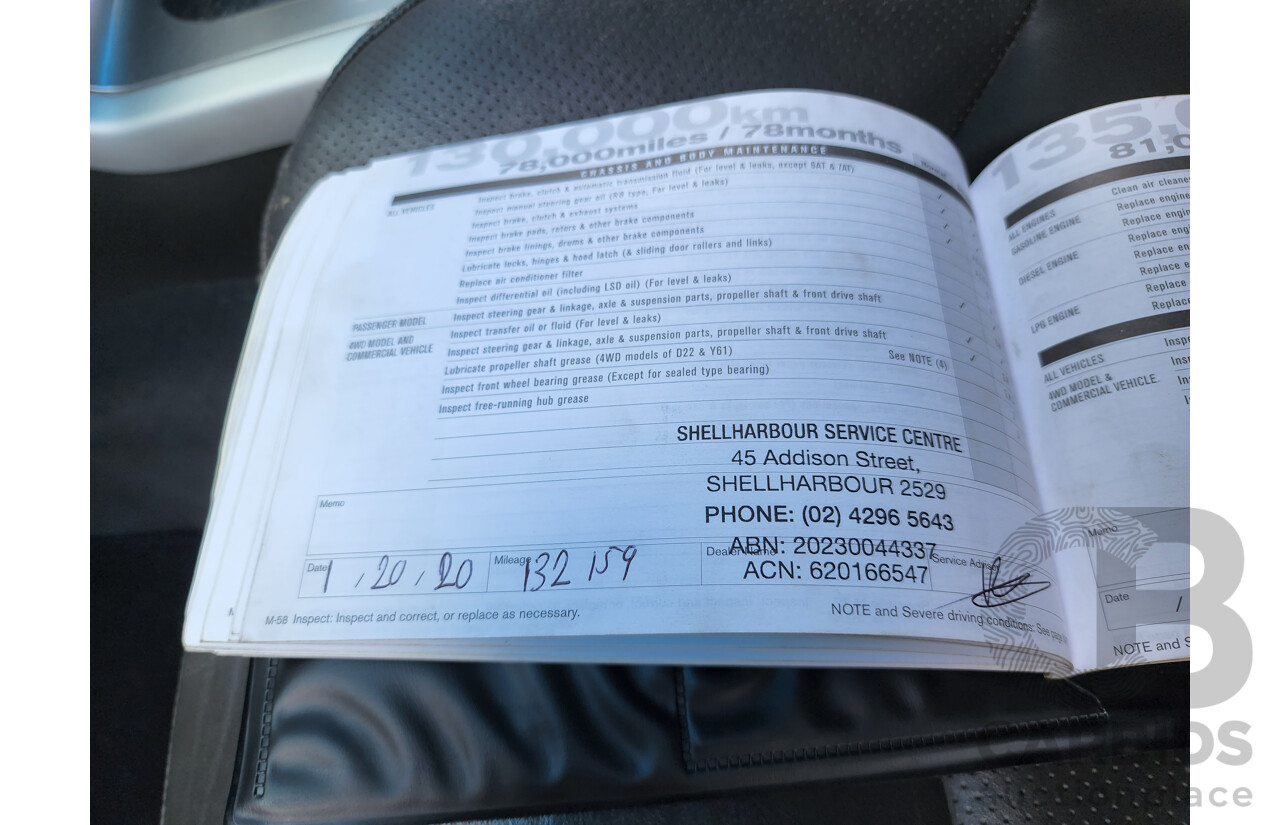 130,000km
78,000miles / 78months
CHASSIS AND BODY MAINTENANCE
ALL VEHICLES
Inspect brake, clutch & automatic transmission fluid (For level & leaks, except 6AT & 7AT)
Inspect manual steering gear oil (RB type, For level & leaks)
Inspect brake, clutch & exhaust systems
Inspect brake pads, rotors & other brake components
Inspect brake linings, drums & other brake components
Lubricate locks, hinges & hood latch (& sliding door rollers and links)
Replace air conditioner filter
Inspect differential oil (including LSD oil) (For level & leaks)
PASSENGER MODEL
Inspect steering gear & linkage, axle & suspension parts, propeller shaft & front drive shaft
4WD MODEL AND
COMMERCIAL VEHICLE
Inspect transfer oil or fluid (For level & leaks)
Inspect steering gear & linkage, axle & suspension parts, propeller shaft & front drive shaft
Lubricate propeller shaft grease (4WD models of D22 & Y61)
See NOTE (4)
Inspect front wheel bearing grease (Except for sealed type bearing)
Inspect free-running hub grease
SHELLHARBOUR SERVICE CENTRE
45 Addison Street,
SHELLHARBOUR 2529
PHONE: (02) 4296 5643
ABN: 20230044337
ACN: 620166547
Memo
Date 1 , 20 , 20
Mileage 132 159
Dealer Name
Service
M-58 Inspect: Inspect and correct, or replace as necessary.
NOTE and Severe driving conditions: See
135,
81,
ALL ENGINES
Clean air
GASOLINE ENGINE
Replace
Replace
DIESEL ENGINE
Replace
Replace
Replace
Replace
LPG ENGINE
Replace
ALL VEHICLES
4WD MODEL &
COMMERCIAL VEHICLE
Memo
Date /
NOTE and
B